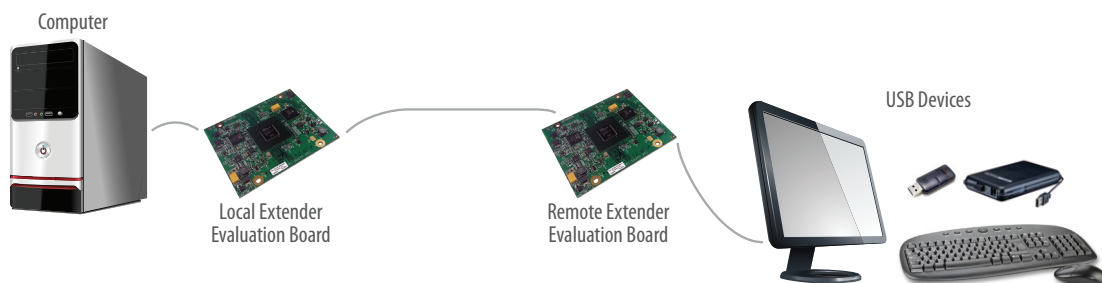 Computer
USB Devices
Local Extender
Evaluation Board
Remote Extender
Evaluation Board